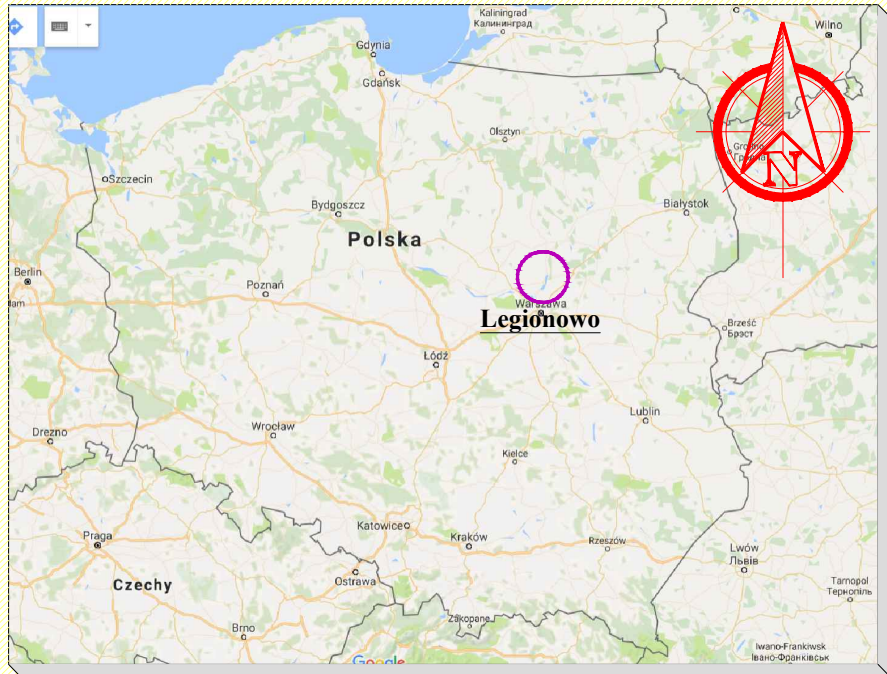 Kaliningrad
Калининград
Wilno
Gdynia
Gdańsk
Olsztyn
Grodno
Szczecin
Białystok
Bydgoszcz
Polska
Berlin
Poznań
dam
Warszawa
Legionowo
Brześć
Брэст
Łódź
Lublin
Wrocław
Drezno
Kielce
Katowice
Kraków
Rzeszów
Praga
Lwów
Львів
Czechy
Ostrawa
Tarnopol
Тернопіль
Zakopane
Brno
Iwano-Frankiwsk
Івано-Франківськ
Google
N